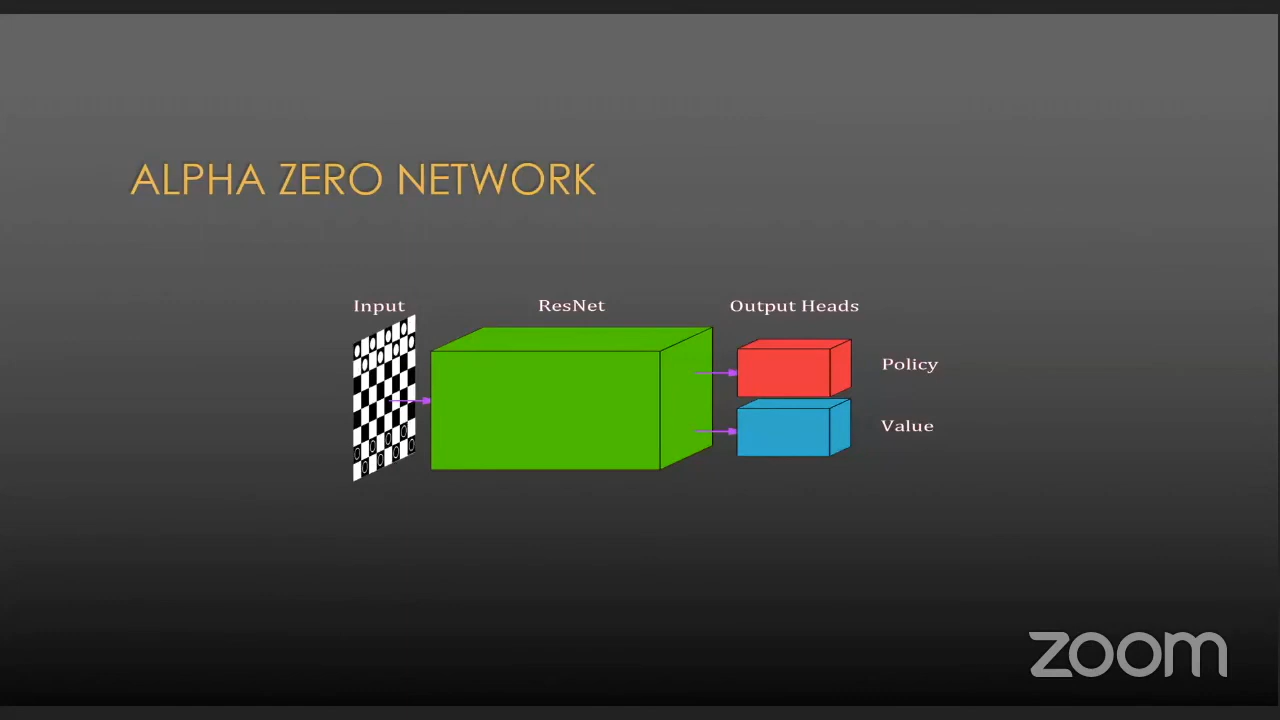 ALPHA ZERO NETWORK
Input
ResNet
Output Heads
Policy
Value
zoom